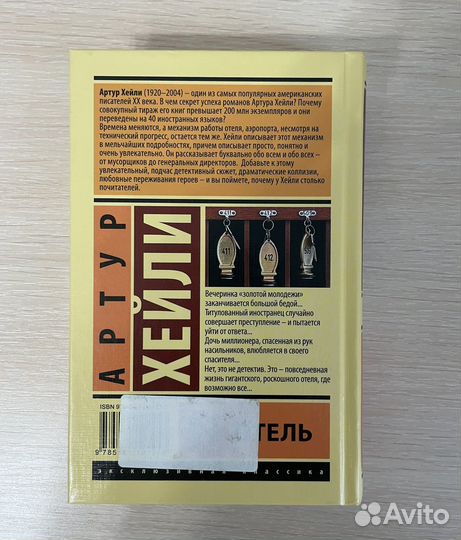 Артур Хейли (1920–2004) – один из самых популярных американских
писателей XX века. В чем секрет успеха романов Артура Хейли? Почему
совокупный тираж его книг превышает 200 млн экземпляров и они
переведены на 40 иностранных языков?
Времена меняются, а механизм работы отеля, аэропорта, несмотря на
технический прогресс, остается тем же. Хейли описывает этот механизм
в мельчайших подробностях, причем описывает просто, понятно и
очень увлекательно. Он рассказывает буквально обо всем и обо всех –
от мусорщиков до генеральных директоров. Добавьте к этому
увлекательный, подчас детективный сюжет, драматические коллизии,
любовные переживания героев – и вы поймете, почему у Хейли столько
почитателей.
АРТУР
ХЕЙЛИ
411
412
411
412
Вечеринка «золотой молодежи»
заканчивается большой бедой...
Титулованный иностранец случайно
совершает преступление – и пытается
уйти от ответа...
Дочь миллионера, спасенная из рук
насильников, влюбляется в своего
спасителя...
Нет, это не детектив. Это – повседневная
жизнь гигантского, роскошного отеля, где
возможно все...
ISBN 97
ТЕЛЬ
9 785
эксклюзивная классика
Avito